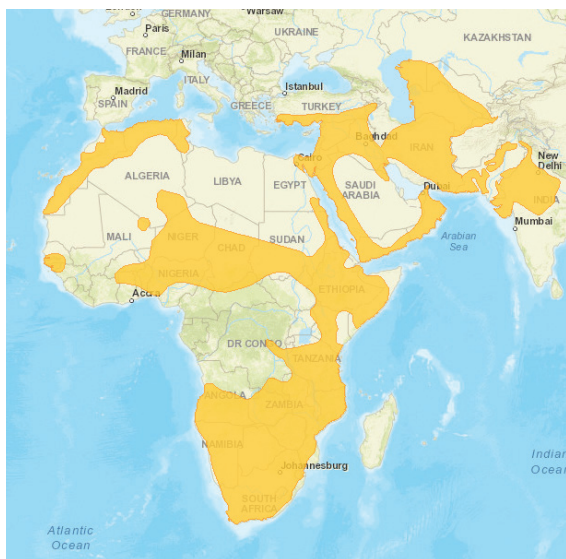 GERMANY
Warsaw
Paris
UKRAINE
KAZAKHSTAN
FRANCE
Milan
ITALY
Madrid
SPAIN
Istanbul
GREECE
TURKEY
Baghdad
IRAN
Cairo
New
Delhi
ALGERIA
LIBYA
EGYPT
SAUDI
ARABIA
Dubai
INDIA
Mumbai
MALI
NIGER
CHAD
SUDAN
Arabian
Sea
NIGERIA
Accra
ETHIOPIA
DR CONGO
TANZANIA
ANGOLA
ZAMBIA
NAMIBIA
Johannesburg
SOUTH
AFRICA
Atlantic
Ocean
Indian
Ocean